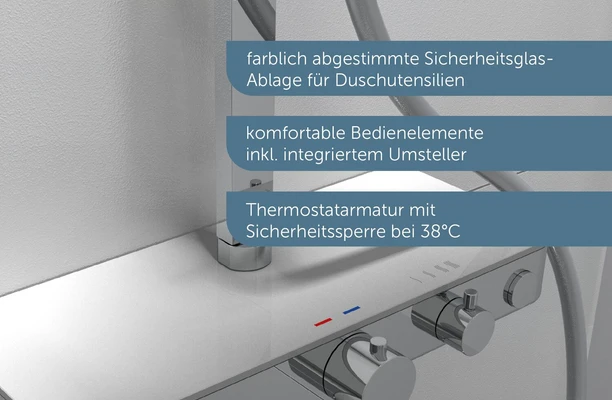 farblich abgestimmte Sicherheitsglas-
Ablage für Duschutensilien
komfortable Bedienelemente
inkl. integriertem Umsteller
Thermostatarmatur mit
Sicherheitssperre bei 38°C